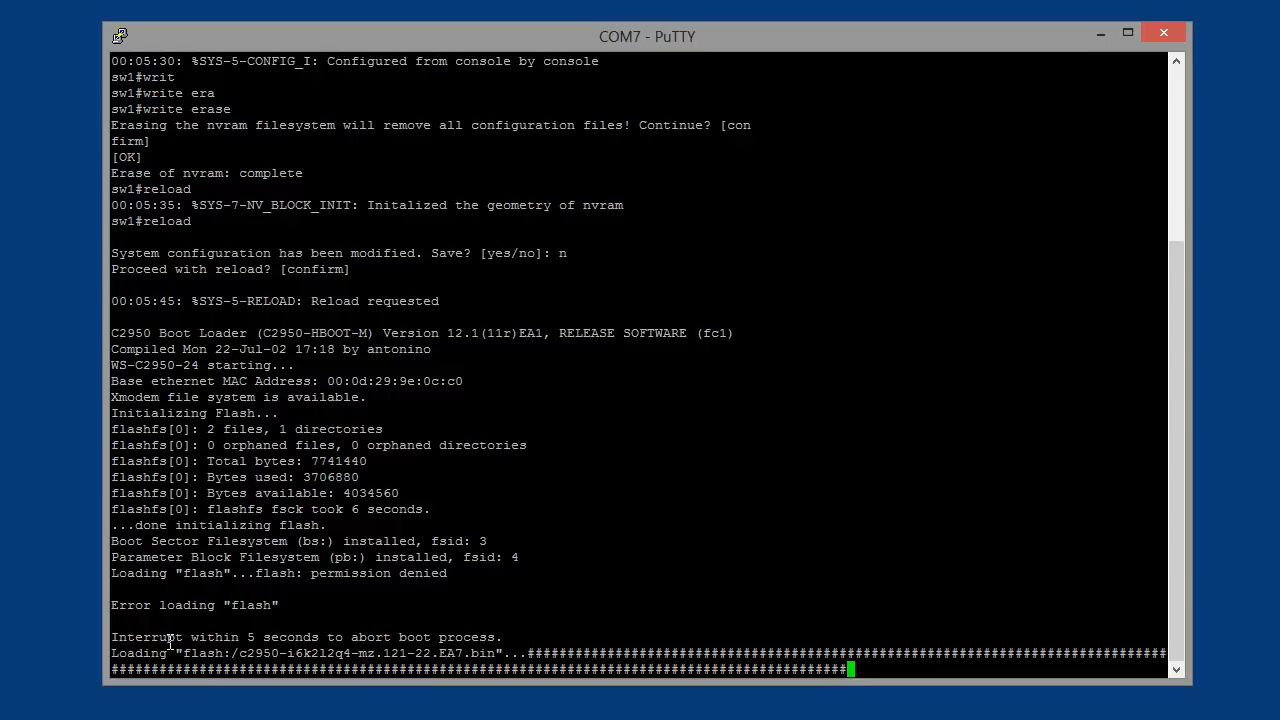 COM7 - PuTTY
00:05:30: %SYS-5-CONFIG_I: Configured from console by console
sw1#writ
sw1#write era
sw1#write erase
Erasing the nvram filesystem will remove all configuration files! Continue? [con
firm]
[OK]
Erase of nvram: complete
sw1#reload
00:05:35: %SYS-7-NV_BLOCK_INIT: Initalized the geometry of nvram
sw1#reload
System configuration has been modified. Save? [yes/no]: n
Proceed with reload? [confirm]
00:05:45: %SYS-5-RELOAD: Reload requested
C2950 Boot Loader (C2950-HBOOT-M) Version 12.1(11r)EA1, RELEASE SOFTWARE (fc1)
Compiled Mon 22-Jul-02 17:18 by antonino
WS-C2950-24 starting...
Base ethernet MAC Address: 00:0d:29:9e:0c:c0
Xmodem file system is available.
Initializing Flash...
flashfs[0]: 2 files, 1 directories
flashfs[0]: 0 orphaned files, 0 orphaned directories
flashfs[0]: Total bytes: 7741440
flashfs[0]: Bytes used: 3706880
flashfs[0]: Bytes available: 4034560
flashfs[0]: flashfs fsck took 6 seconds.
...done initializing flash.
Boot Sector Filesystem (bs:) installed, fsid: 3
Parameter Block Filesystem (pb:) installed, fsid: 4
Loading "flash"...flash: permission denied
Error loading "flash"
Interrupt within 5 seconds to abort boot process.
Loading "flash:/c2950-i6k2l2q4-mz.121-22.EA7.bin"...################################################################################
############################################################################################